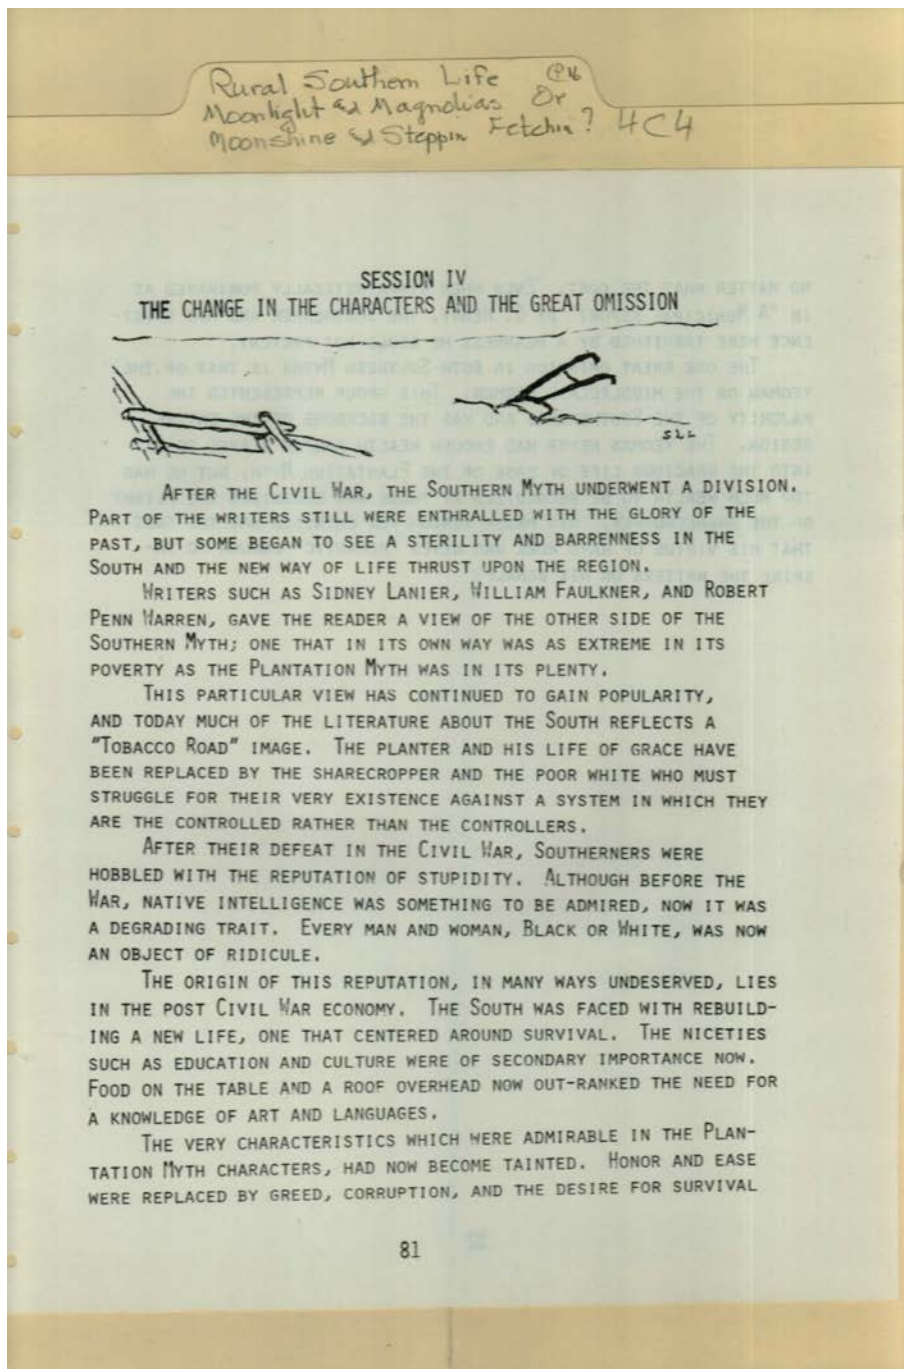 Rural Southern Life @16
Moonlight & Magnolias Or
Moonshine & Steppin Fetchin? 4C4
SESSION IV
THE CHANGE IN THE CHARACTERS AND THE GREAT OMISSION
SLL
AFTER THE CIVIL WAR, THE SOUTHERN MYTH UNDERWENT A DIVISION.
PART OF THE WRITERS STILL WERE ENTHRALLED WITH THE GLORY OF THE
PAST, BUT SOME BEGAN TO SEE A STERILITY AND BARRENNESS IN THE
SOUTH AND THE NEW WAY OF LIFE THRUST UPON THE REGION.
WRITERS SUCH AS SIDNEY LANIER, WILLIAM FAULKNER, AND ROBERT
PENN WARREN, GAVE THE READER A VIEW OF THE OTHER SIDE OF THE
SOUTHERN MYTH; ONE THAT IN ITS OWN WAY WAS AS EXTREME IN ITS
POVERTY AS THE PLANTATION MYTH WAS IN ITS PLENTY.
THIS PARTICULAR VIEW HAS CONTINUED TO GAIN POPULARITY,
AND TODAY MUCH OF THE LITERATURE ABOUT THE SOUTH REFLECTS A
"TOBACCO ROAD" IMAGE. THE PLANTER AND HIS LIFE OF GRACE HAVE
BEEN REPLACED BY THE SHARECROPPER AND THE POOR WHITE WHO MUST
STRUGGLE FOR THEIR VERY EXISTENCE AGAINST A SYSTEM IN WHICH THEY
ARE THE CONTROLLED RATHER THAN THE CONTROLLERS.
AFTER THEIR DEFEAT IN THE CIVIL WAR, SOUTHERNERS WERE
HOBBLED WITH THE REPUTATION OF STUPIDITY. ALTHOUGH BEFORE THE
WAR, NATIVE INTELLIGENCE WAS SOMETHING TO BE ADMIRED, NOW IT WAS
A DEGRADING TRAIT. EVERY MAN AND WOMAN, BLACK OR WHITE, WAS NOW
AN OBJECT OF RIDICULE.
THE ORIGIN OF THIS REPUTATION, IN MANY WAYS UNDESERVED, LIES
IN THE POST CIVIL WAR ECONOMY. THE SOUTH WAS FACED WITH REBUILD-
ING A NEW LIFE, ONE THAT CENTERED AROUND SURVIVAL. THE NICETIES
SUCH AS EDUCATION AND CULTURE WERE OF SECONDARY IMPORTANCE NOW.
FOOD ON THE TABLE AND A ROOF OVERHEAD NOW OUT-RANKED THE NEED FOR
A KNOWLEDGE OF ART AND LANGUAGES.
THE VERY CHARACTERISTICS WHICH WERE ADMIRABLE IN THE PLAN-
TATION MYTH CHARACTERS, HAD NOW BECOME TAINTED. HONOR AND EASE
WERE REPLACED BY GREED, CORRUPTION, AND THE DESIRE FOR SURVIVAL
81